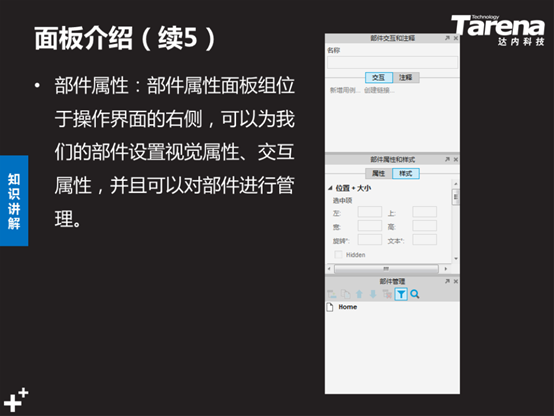 面板介绍（续5）
Technology
Tarena
达内科技
• 部件属性：部件属性面板组位
于操作界面的右侧，可以为我
们的部件设置视觉属性、交互
属性，并且可以对部件进行管
理。
知识讲解
部件交互和注释
名称
交互 注释
新增用例... 创建链接...
部件属性和样式
属性 样式
位置 + 大小
选中项
左: 上:
宽: 高:
旋转°: 文本°:
Hidden
部件管理
Home